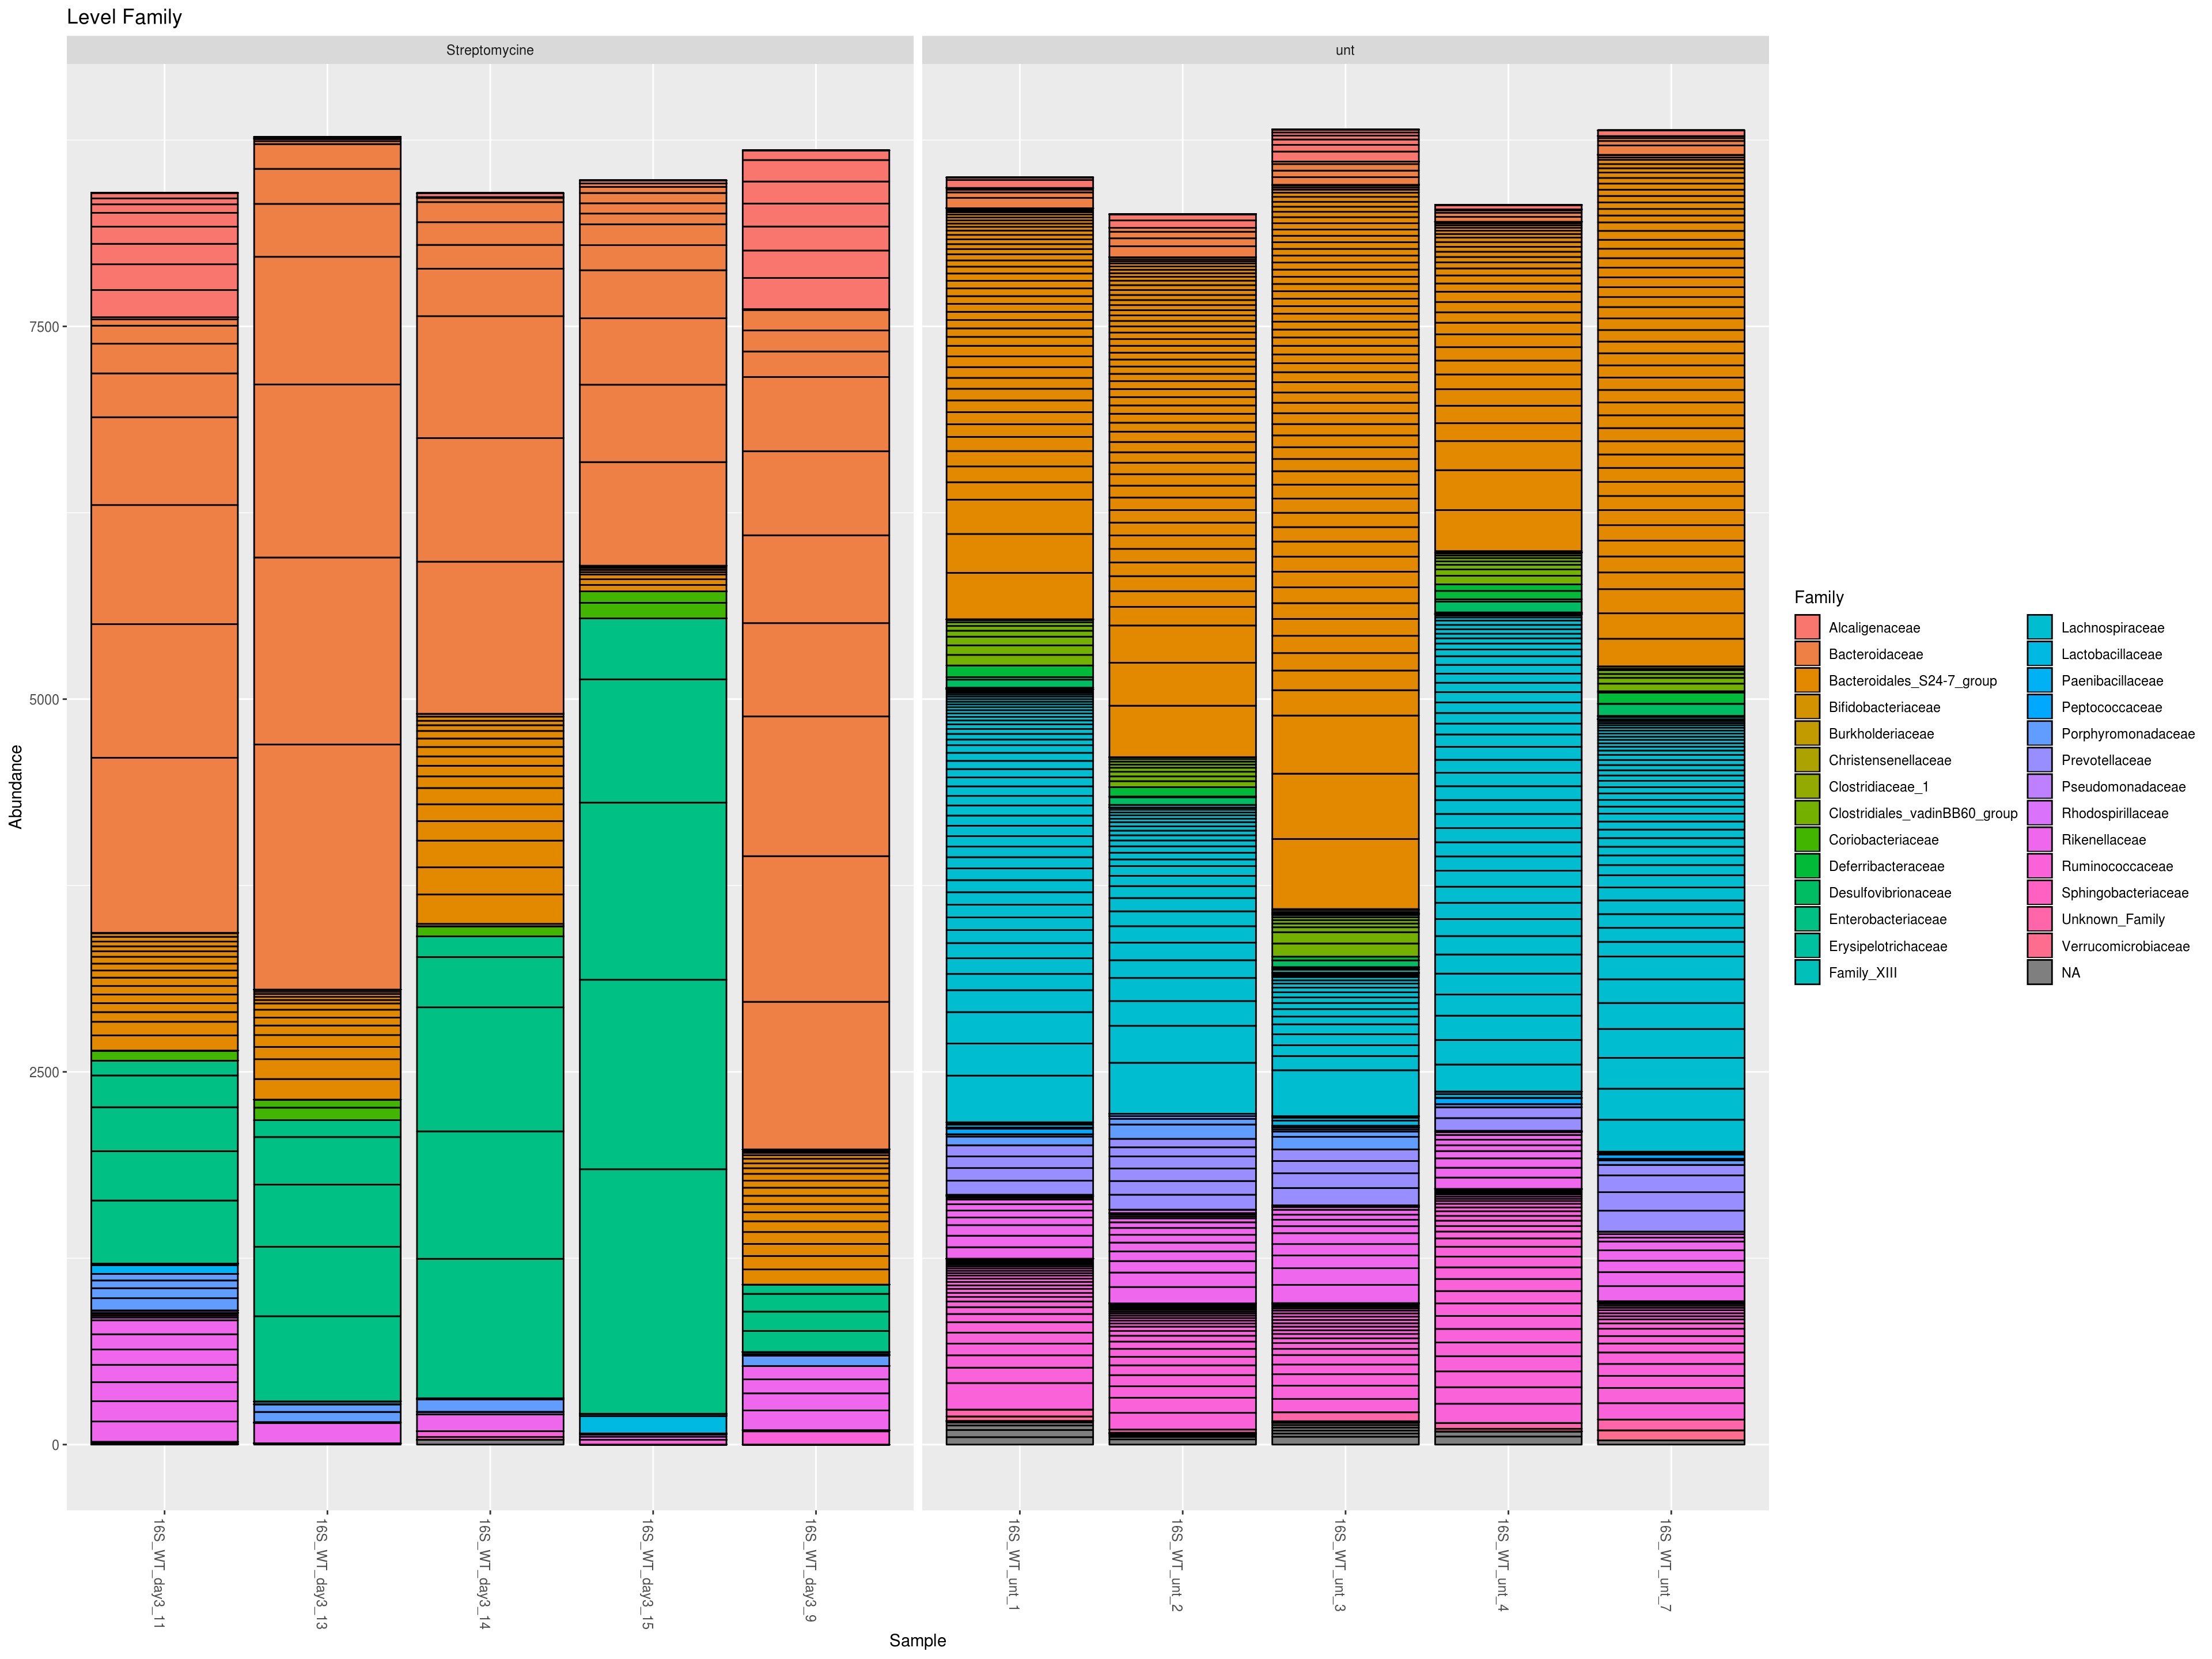 Level Family
Streptomycine
unt
Abundance
7500
5000
2500
0
16S_WT_day3_11
16S_WT_day3_13
16S_WT_day3_14
16S_WT_day3_15
16S_WT_day3_9
16S_WT_unt_1
16S_WT_unt_2
16S_WT_unt_3
16S_WT_unt_4
16S_WT_unt_7
Sample
Family
Alcaligenaceae
Bacteroidaceae
Bacteroidales_S24-7_group
Bifidobacteriaceae
Burkholderiaceae
Christensenellaceae
Clostridiaceae_1
Clostridiales_vadinBB60_group
Coriobacteriaceae
Deferribacteraceae
Desulfovibrionaceae
Enterobacteriaceae
Erysipelotrichaceae
Family_XIII
Lachnospiraceae
Lactobacillaceae
Paenibacillaceae
Peptococcaceae
Porphyromonadaceae
Prevotellaceae
Pseudomonadaceae
Rhodospirillaceae
Rikenellaceae
Ruminococcaceae
Sphingobacteriaceae
Unknown_Family
Verrucomicrobiaceae
NA